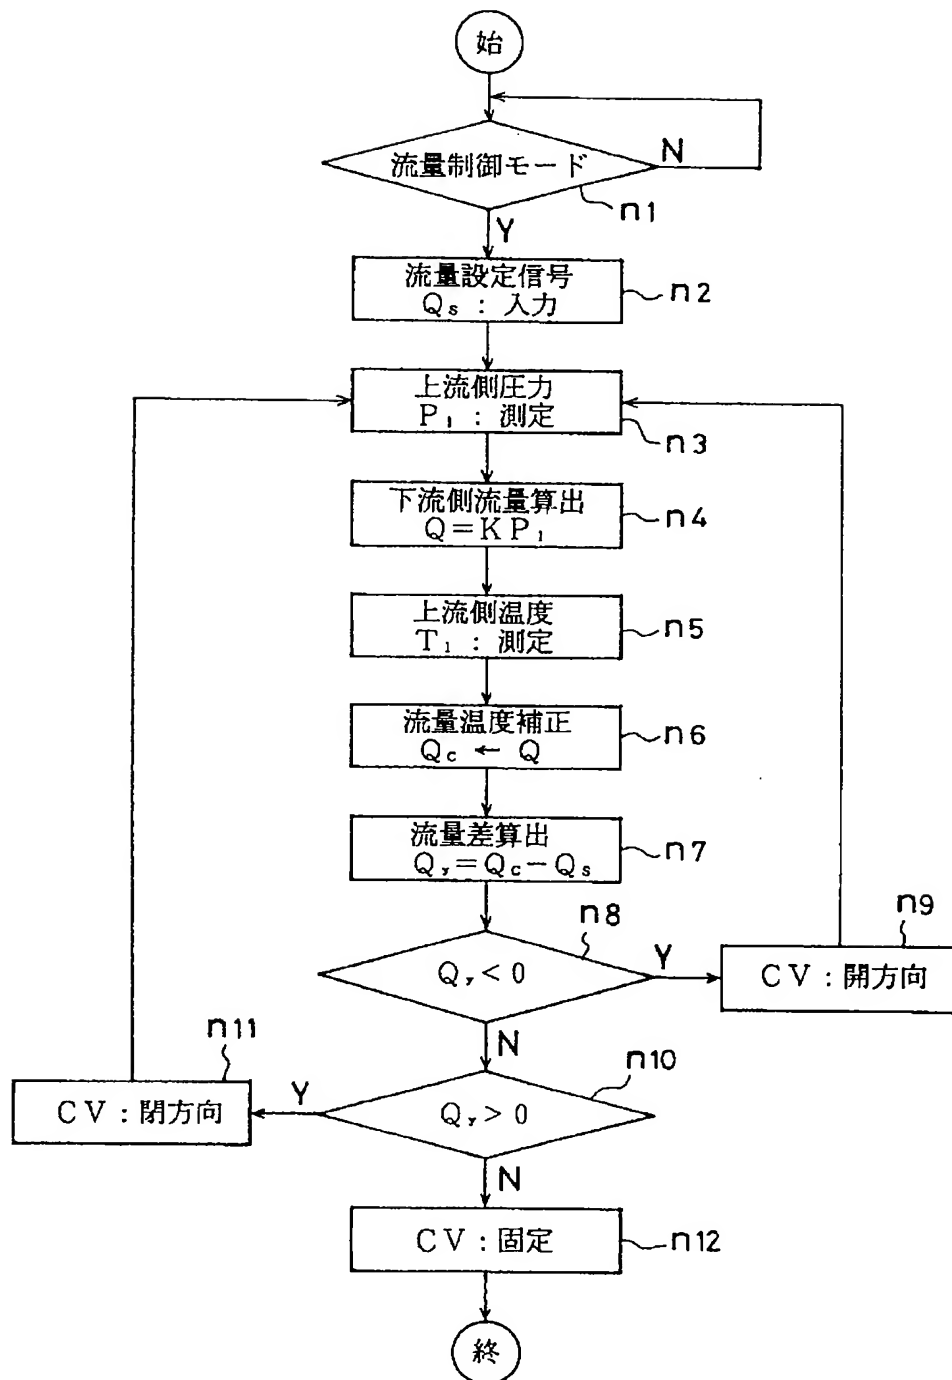 始
流量制御モード
N
n1
Y
流量設定信号
Qs : 入力
n2
上流側圧力
P1 : 測定
n3
下流側流量算出
Q=KP1
n4
上流側温度
T1 : 測定
n5
流量温度補正
Qc ← Q
n6
流量差算出
Qy=Qc−Qs
n7
n8
Qy<0
Y
n9
CV:開方向
N
n11
CV:閉方向
Y
n10
Qy>0
N
CV:固定
n12
終